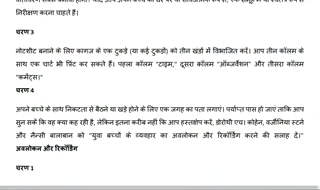 निरीक्षण करना चाहते हैं।
चरण 3
नोटशीट बनाने के लिए कागज के एक टुकड़े (या कई टुकड़ों) को तीन खंडों में विभाजित करें। आप तीन कॉलम के
साथ एक चार्ट भी प्रिंट कर सकते हैं। पहला कॉलम "टाइम," दूसरा कॉलम "ऑब्जर्वेशन" और तीसरा कॉलम
"कमेंट्स।"
चरण 4
अपने बच्चे के साथ निकटता से बैठने या खड़े होने के लिए एक जगह का पता लगाएं। पर्याप्त पास हो जाएं ताकि आप
सुन सकें कि वह क्या कह रही है, लेकिन इतना करीब नहीं कि आप हस्तक्षेप करें, डोरोथी एच। कोहेन, वर्जीनिया स्टर्न
और नैन्सी बालाबान को "युवा बच्चों के व्यवहार का अवलोकन और रिकॉर्डिंग करने की सलाह दें।"
अवलोकन और रिकॉर्डिंग
चरण 1